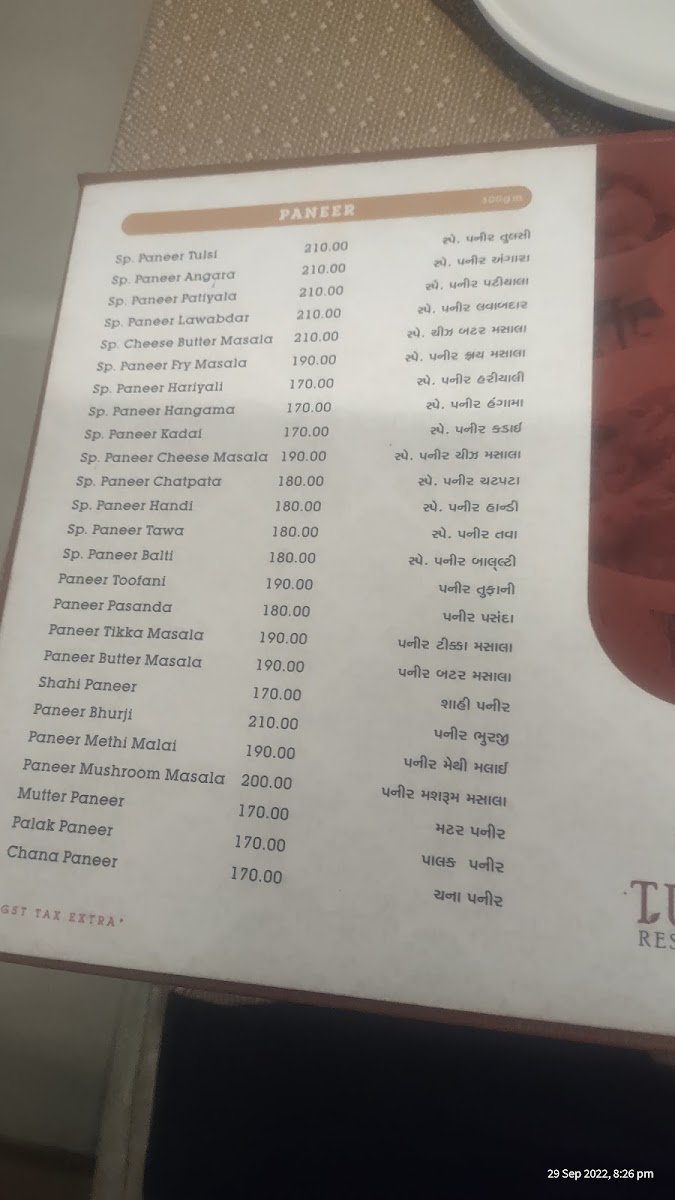 PANEER 300gm
Sp. Paneer Tulsi 210.00 સ્પે. પનીર તુલસી
Sp. Paneer Angara 210.00 સ્પે. પનીર અંગારા
Sp. Paneer Patiyala 210.00 સ્પે. પનીર પટીયાલા
Sp. Paneer Lawabdar 210.00 સ્પે. પનીર લવાબદાર
Sp. Cheese Butter Masala 210.00 સ્પે. ચીઝ બટર મસાલા
Sp. Paneer Fry Masala 190.00 સ્પે. પનીર ફ્રાય મસાલા
Sp. Paneer Hariyali 170.00 સ્પે. પનીર હરીયાલી
Sp. Paneer Hangama 170.00 સ્પે. પનીર હંગામા
Sp. Paneer Kadai 170.00 સ્પે. પનીર કડાઈ
Sp. Paneer Cheese Masala 190.00 સ્પે. પનીર ચીઝ મસાલા
Sp. Paneer Chatpata 180.00 સ્પે. પનીર ચટપટા
Sp. Paneer Handi 180.00 સ્પે. પનીર હાન્ડી
Sp. Paneer Tawa 180.00 સ્પે. પનીર તવા
Sp. Paneer Balti 180.00 સ્પે. પનીર બાલ્ટી
Paneer Toofani 190.00 પનીર તુફાની
Paneer Pasanda 180.00 પનીર પસંદા
Paneer Tikka Masala 190.00 પનીર ટીક્કા મસાલા
Paneer Butter Masala 190.00 પનીર બટર મસાલા
Shahi Paneer 170.00 શાહી પનીર
Paneer Bhurji 210.00 પનીર ભુરજી
Paneer Methi Malai 190.00 પનીર મેથી મલાઈ
Paneer Mushroom Masala 200.00 પનીર મશરૂમ મસાલા
Mutter Paneer 170.00 મટર પનીર
Palak Paneer 170.00 પાલક પનીર
Chana Paneer 170.00 ચના પનીર
GST TAX EXTRA*
TU
RES
29 Sep 2022, 8:26 pm